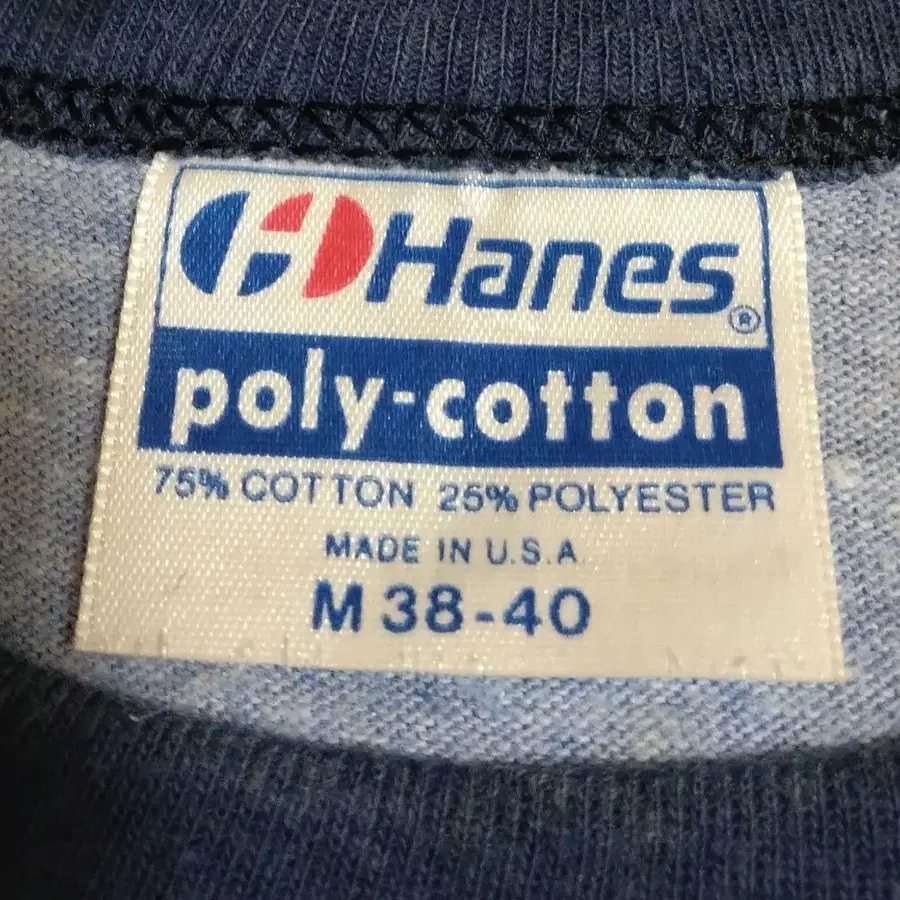 Hanes®
poly-cotton
75% COTTON 25% POLYESTER
MADE IN U.S.A
M 38-40